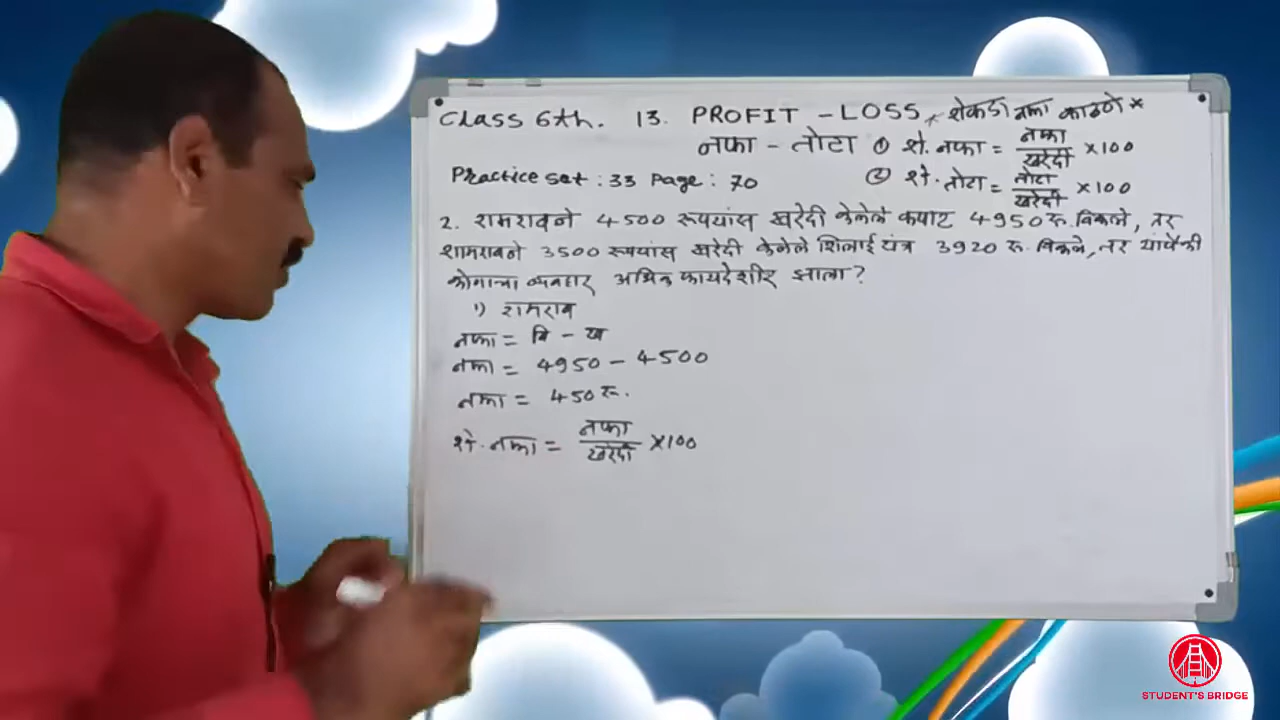 Class 6th. 13. PROFIT - LOSS * शेकडा नफा काढणे *
नफा - तोटा ① शे. नफा = नफा / खरेदी × 100
Practice set : 33 Page : 70 ② शे. तोटा = तोटा / खरेदी × 100
2. रामरावने 4500 रूपयांस खरेदी केलेले कपाट 4950 रु. विकले, तर
शामरावने 3500 रूपयांस खरेदी केलेले शिलाई यंत्र 3920 रु. विकले, तर यांपैकी
कोणाचा व्यवहार अधिक फायदेशीर झाला?
1) रामराव
नफा = वि - ख
नफा = 4950 - 4500
नफा = 450 रु.
शे. नफा = नफा / खरेदी × 100
STUDENT'S BRIDGE